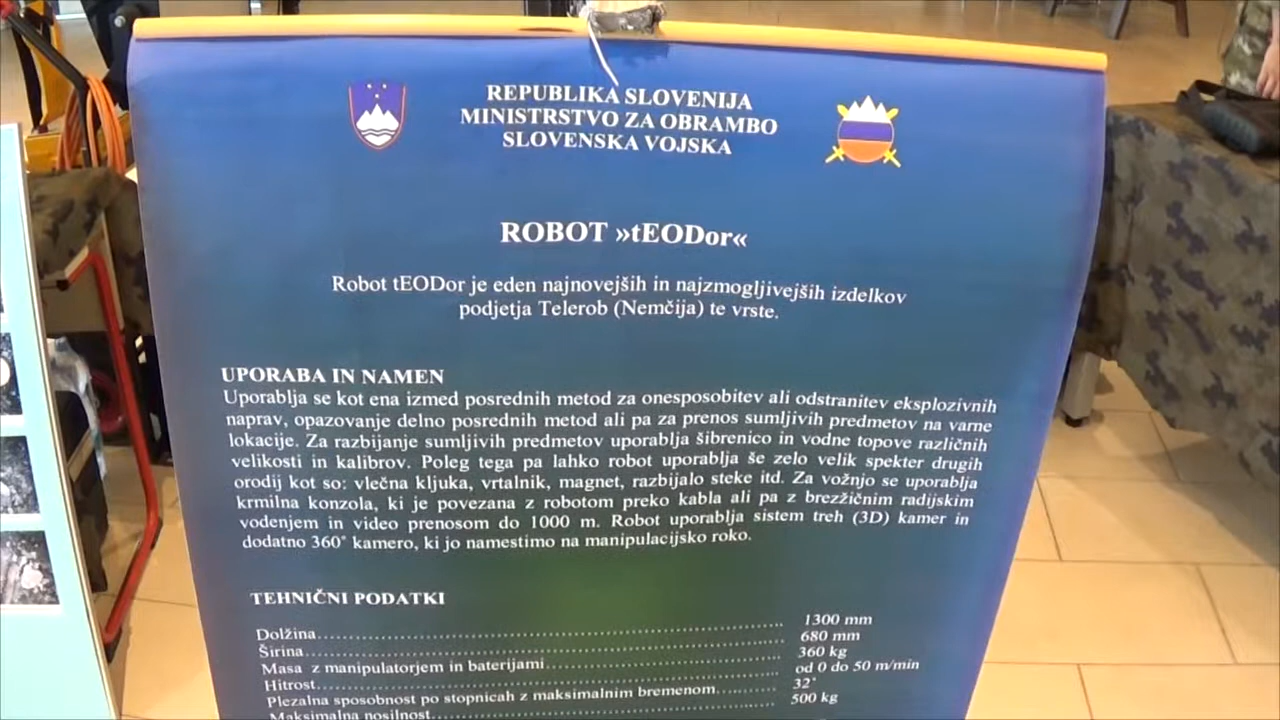 REPUBLIKA SLOVENIJA
MINISTRSTVO ZA OBRAMBO
SLOVENSKA VOJSKA
ROBOT »tEODor«
Robot tEODor je eden najnovejših in najzmogljivejših izdelkov
podjetja Telerob (Nemčija) te vrste.
UPORABA IN NAMEN
Uporablja se kot ena izmed posrednih metod za onesposobitev ali odstranitev eksplozivnih
naprav, opazovanje delno posrednih metod ali pa za prenos sumljivih predmetov na varne
lokacije. Za razbijanje sumljivih predmetov uporablja šibrenico in vodne topove različnih
velikosti in kalibrov. Poleg tega pa lahko robot uporablja še zelo velik spekter drugih
orodij kot so: vlečna kljuka, vrtalnik, magnet, razbijalo steke itd. Za vožnjo se uporablja
krmilna konzola, ki je povezana z robotom preko kabla ali pa z brezžičnim radijskim
vodenjem in video prenosom do 1000 m. Robot uporablja sistem treh (3D) kamer in
dodatno 360˚ kamero, ki jo namestimo na manipulacijsko roko.
TEHNIČNI PODATKI
Dolžina.......................................................................... 1300 mm
Širina............................................................................ 680 mm
Masa z manipulatorjem in baterijami................................... 360 kg
Hitrost........................................................................... od 0 do 50 m/min
Plezalna sposobnost po stopnicah z maksimalnim bremenom........... 32˚
Maksimalna nosilnost...................................................... 500 kg